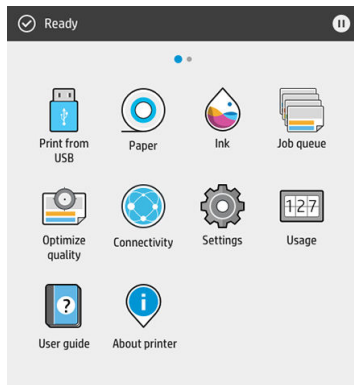 Ready
Print from
USB
Paper
Ink
Job queue
Optimize
quality
Connectivity
Settings
127
Usage
?
User guide
i
About printer